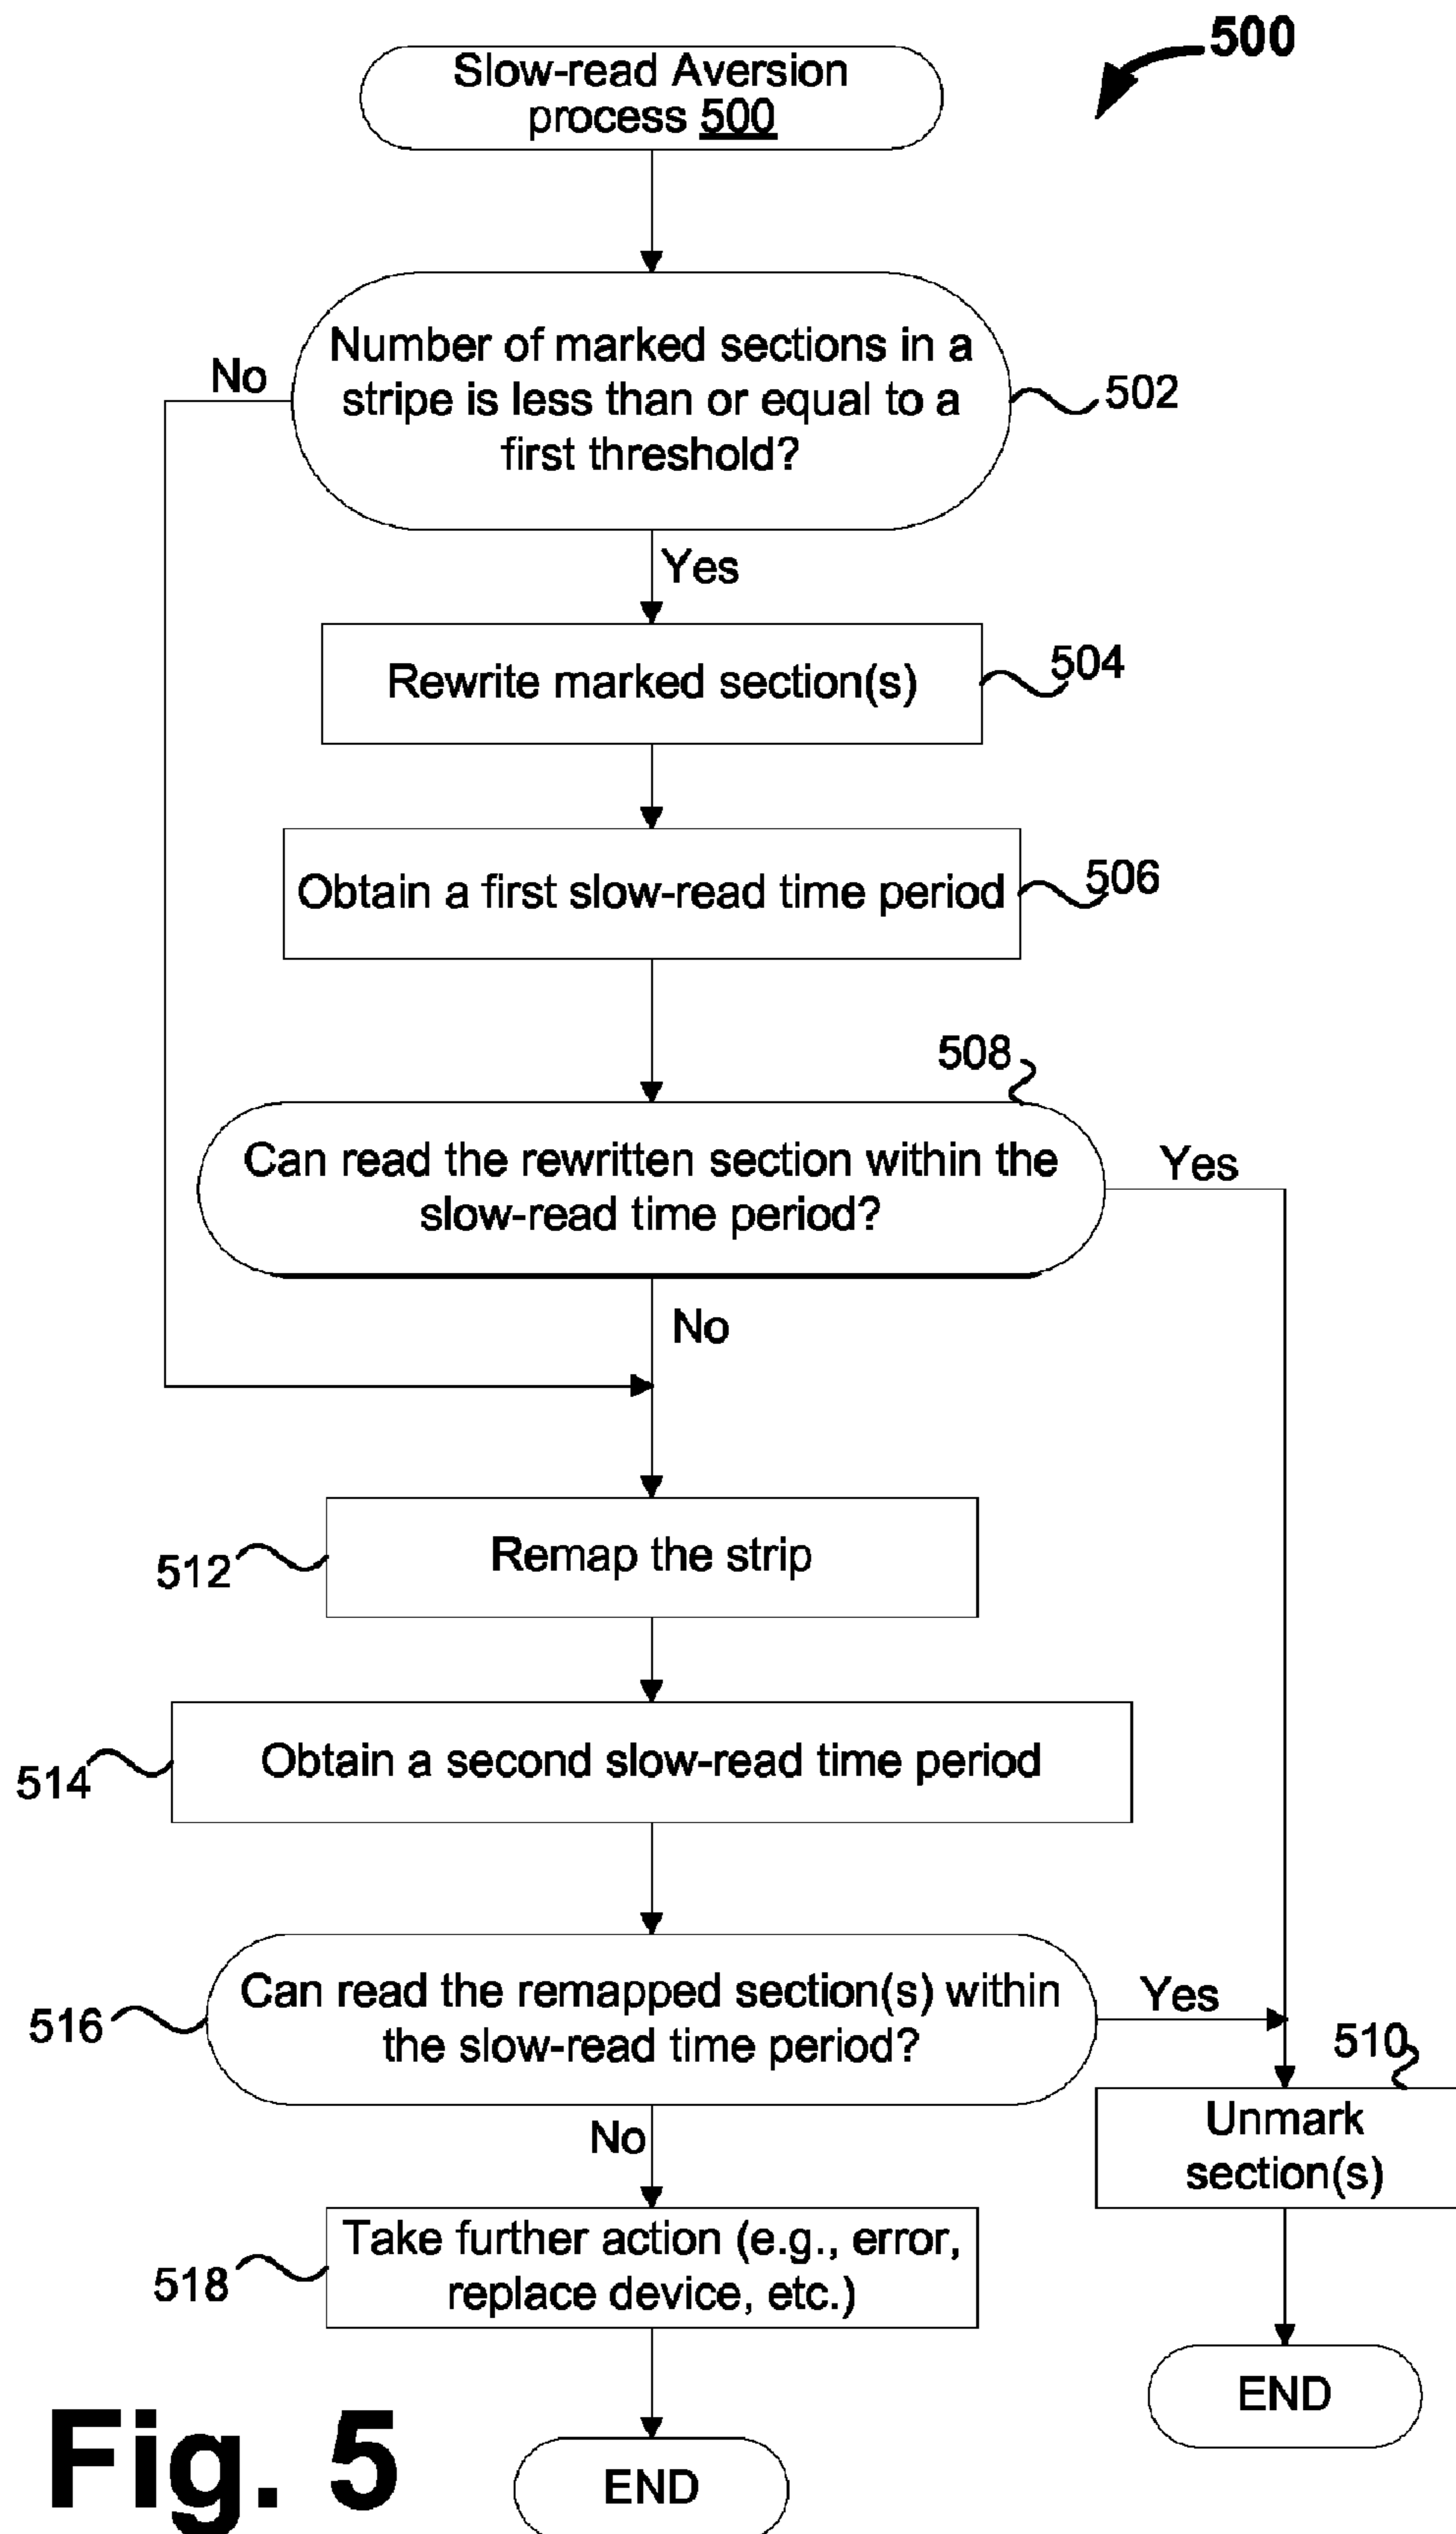 500
Slow-read Aversion
process 500
Number of marked sections in a
stripe is less than or equal to a
first threshold?
No
502
Yes
Rewrite marked section(s)
504
Obtain a first slow-read time period
506
508
Can read the rewritten section within the
slow-read time period?
Yes
No
Remap the strip
512
Obtain a second slow-read time period
514
Can read the remapped section(s) within
the slow-read time period?
Yes
516
510
Unmark
section(s)
No
Take further action (e.g., error,
replace device, etc.)
518
END
END
Fig. 5